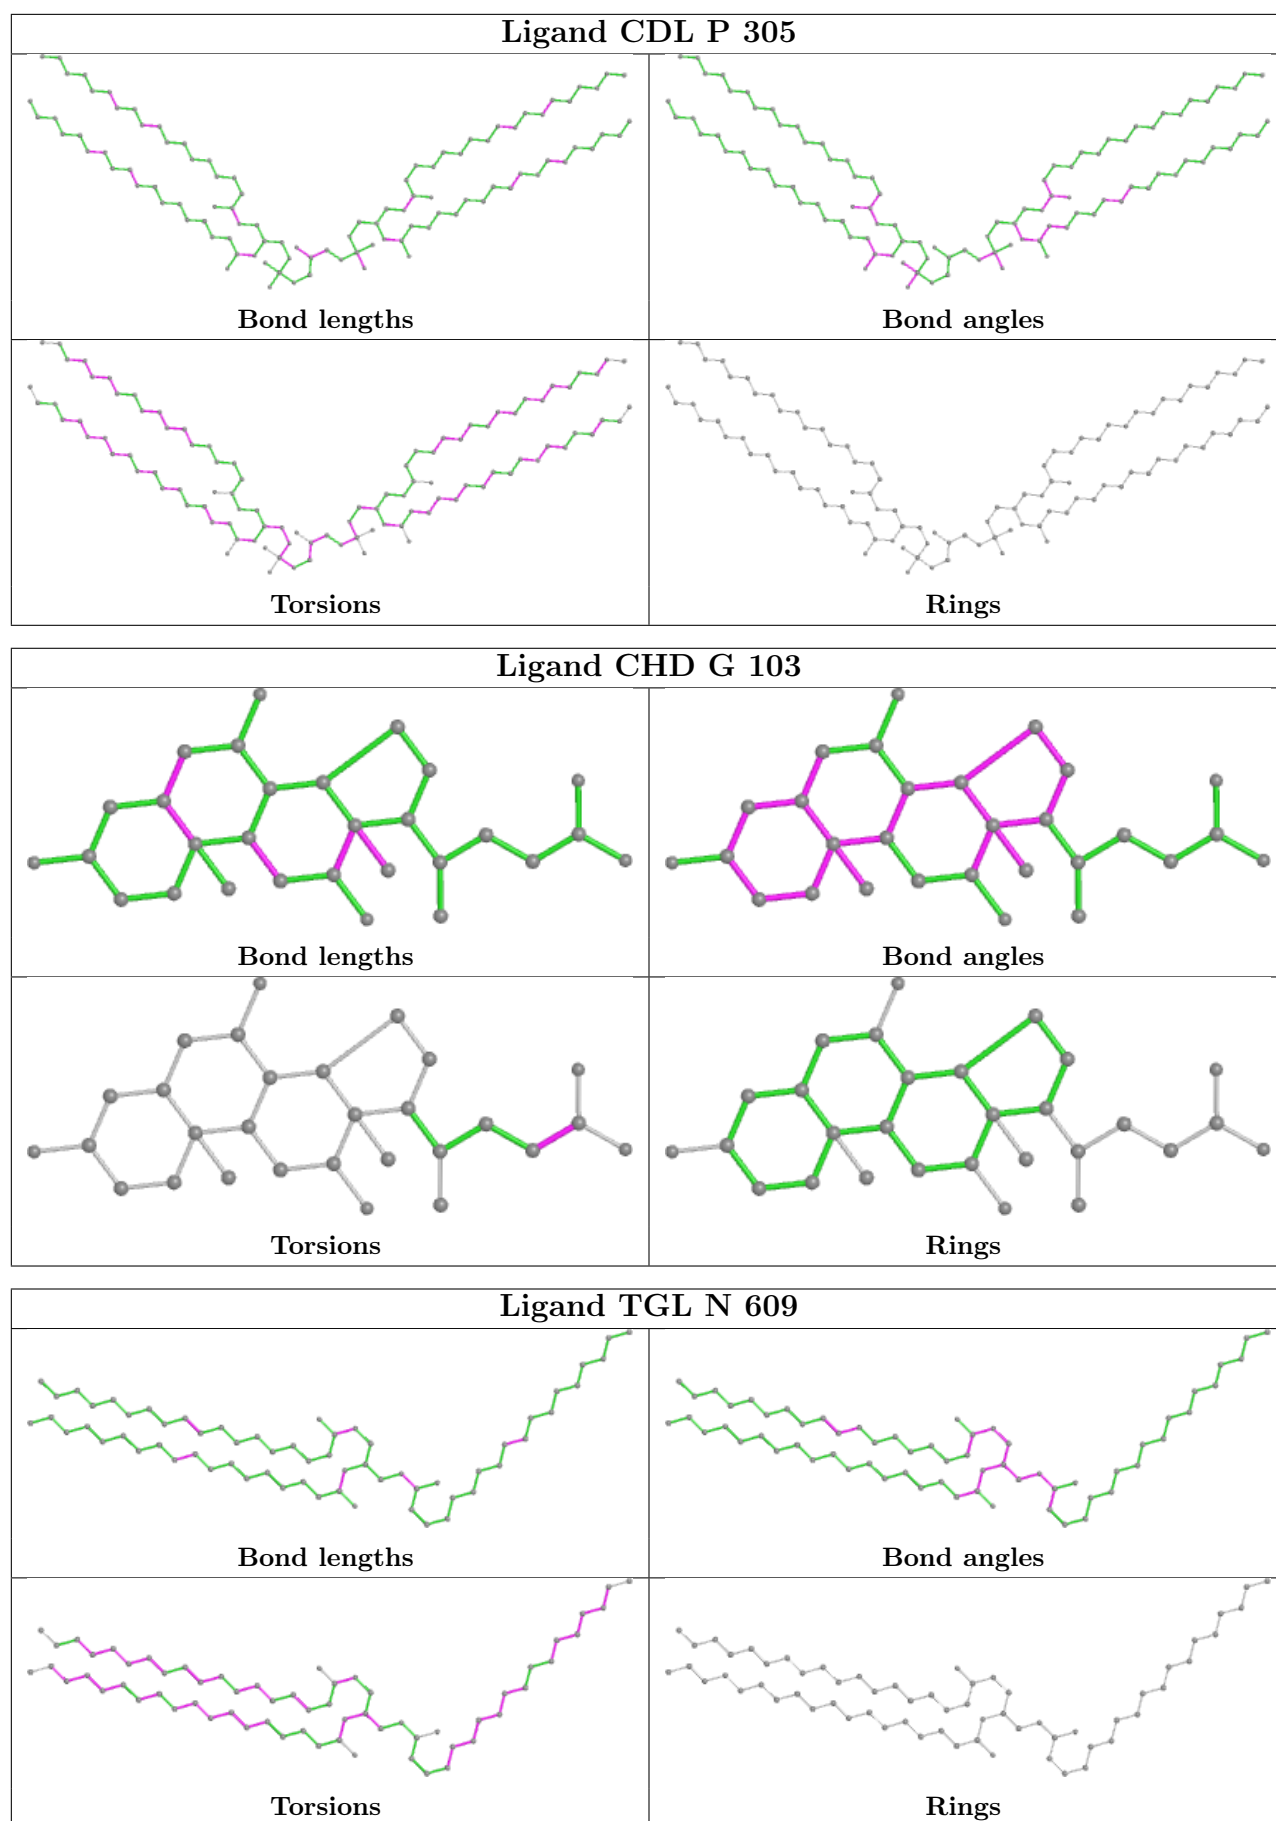 Ligand CDL P 305
Bond lengths
Bond angles
Torsions
Rings
Ligand CHD G 103
Bond lengths
Bond angles
Torsions
Rings
Ligand TGL N 609
Bond lengths
Bond angles
Torsions
Rings